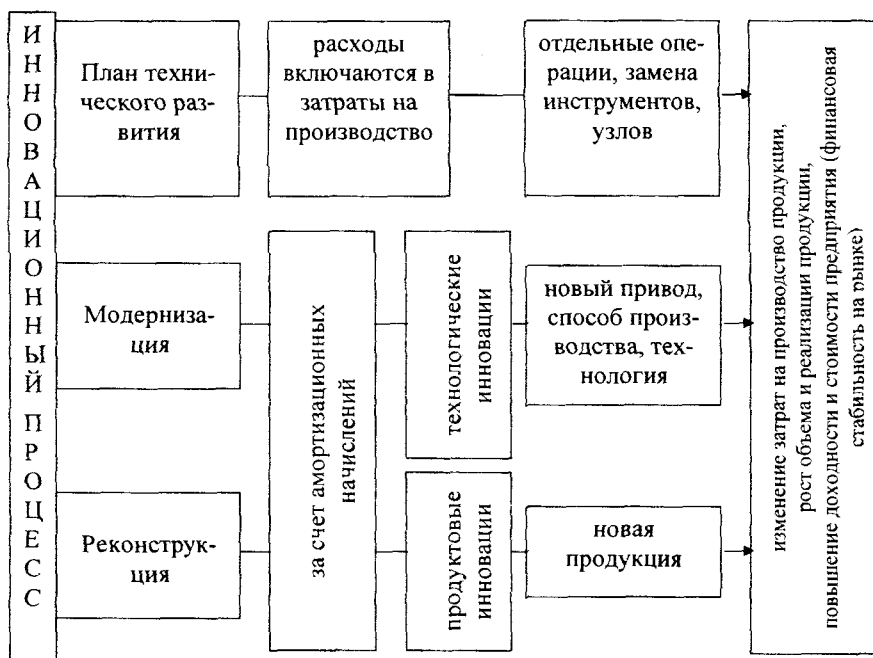 ИННОВАЦИОННЫЙ ПРОЦЕСС
План техни-
ческого раз-
вития
расходы
включаются в
затраты на
производство
отдельные опе-
рации, замена
инструментов,
узлов
Модерниза-
ция
за счет амортизационных
начислений
технологические
инновации
новый привод,
способ произ-
водства, тех-
нология
Реконструк-
ция
продуктовые
инновации
новая
продукция
изменение затрат на производство продукции,
рост объема и реализации продукции,
повышение доходности и стоимости предприятия (финансовая
стабильность на рынке)